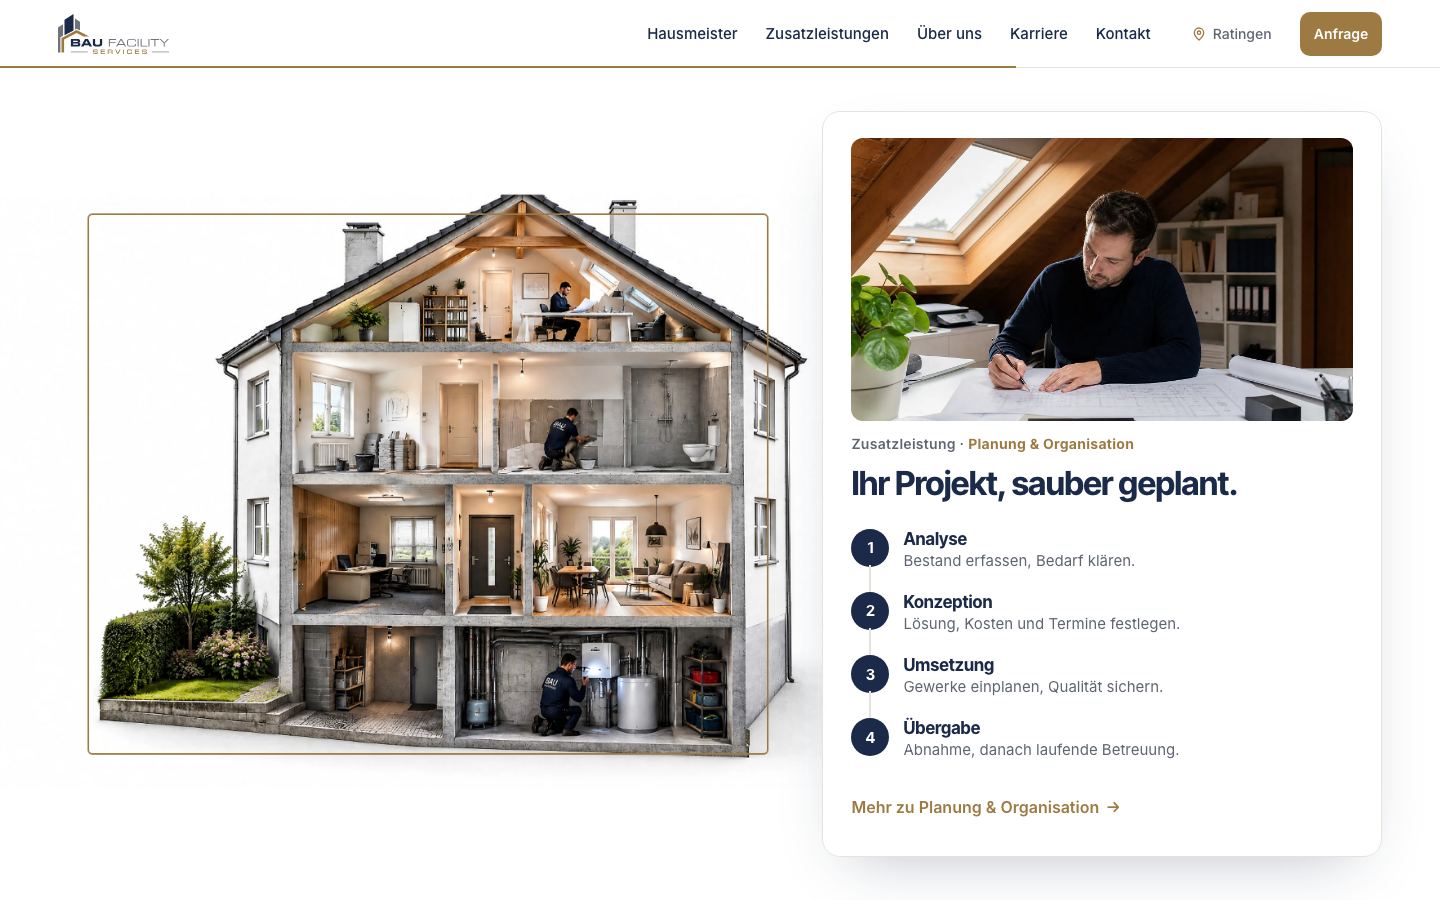 BAU FACILITY
SERVICES
Hausmeister
Zusatzleistungen
Über uns
Karriere
Kontakt
Ratingen
Anfrage
BAU
BAU
Zusatzleistung · Planung & Organisation
Ihr Projekt, sauber geplant.
1
Analyse
Bestand erfassen, Bedarf klären.
2
Konzeption
Lösung, Kosten und Termine festlegen.
3
Umsetzung
Gewerke einplanen, Qualität sichern.
4
Übergabe
Abnahme, danach laufende Betreuung.
Mehr zu Planung & Organisation →